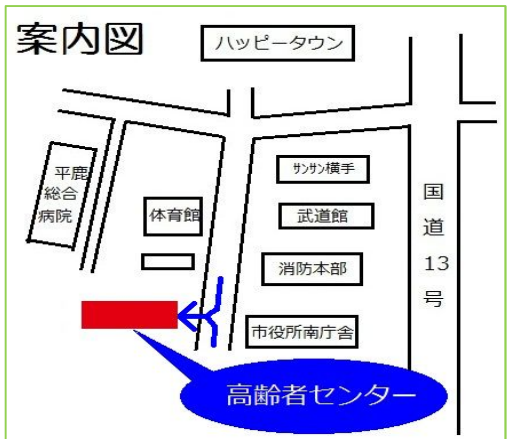 案内図
ハッピータウン
平鹿
総合
病院
体育館
サンサン横手
武道館
消防本部
市役所南庁舎
国
道
13
号
高齢者センター